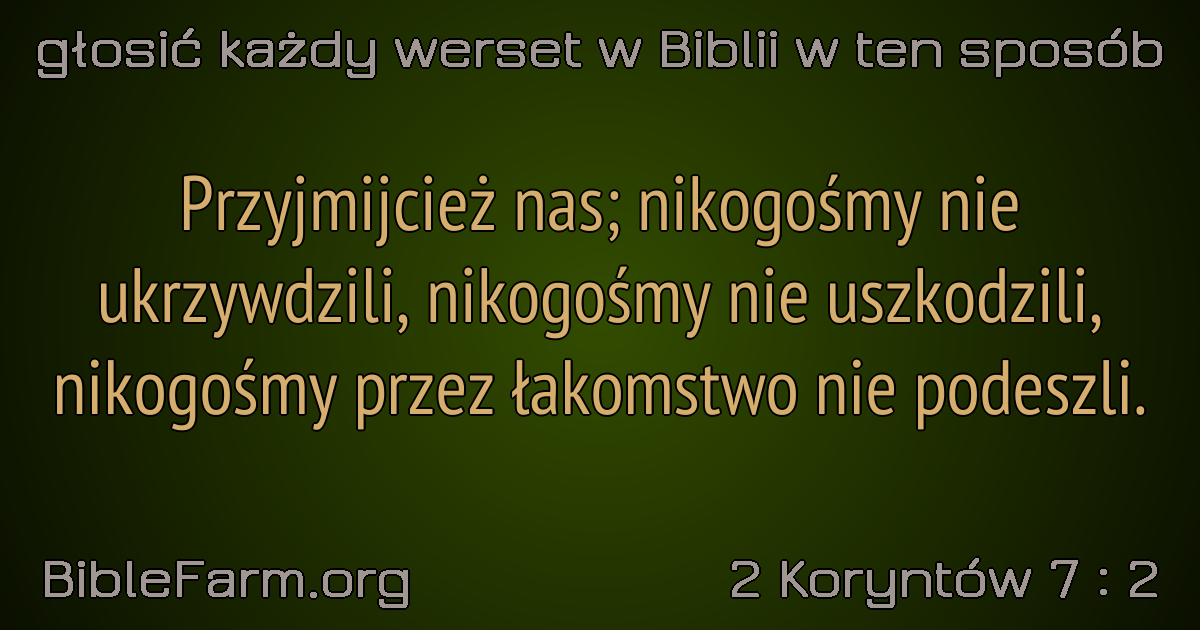 głosić każdy werset w Biblii w ten sposób
Przyjmijcież nas; nikogośmy nie
ukrzywdzili, nikogośmy nie uszkodzili,
nikogośmy przez łakomstwo nie podeszli.
BibleFarm.org
2 Koryntów 7 : 2